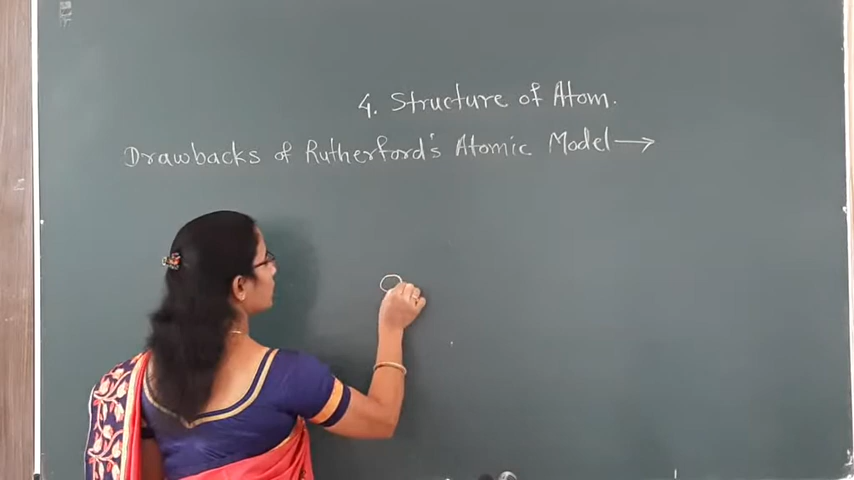 4. Structure of Atom.
Drawbacks of Rutherford's Atomic Model →